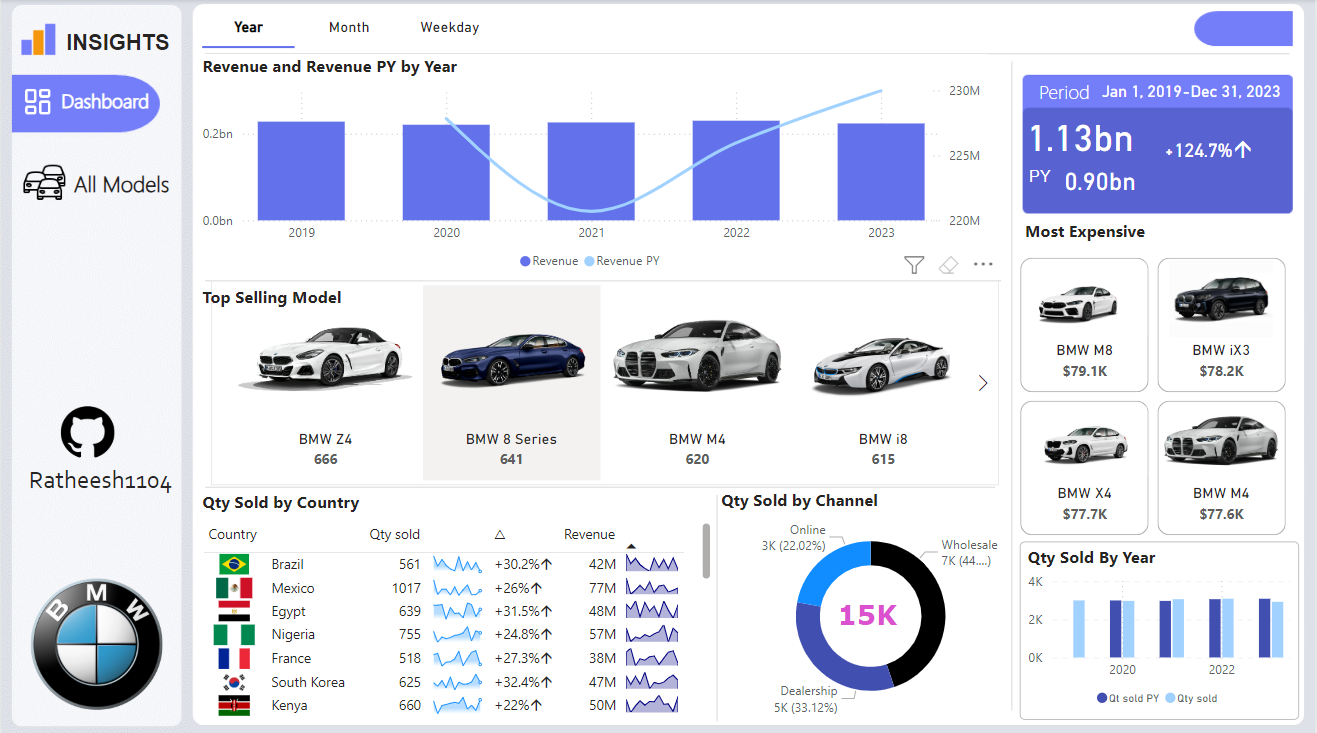 INSIGHTS
Dashboard
All Models
Ratheesh1104
BMW
Year Month Weekday
Revenue and Revenue PY by Year
0.2bn
0.0bn
230M
225M
220M
2019 2020 2021 2022 2023
Revenue Revenue PY
Top Selling Model
BMW Z4 BMW 8 Series BMW M4 BMW i8
666 641 620 615
Qty Sold by Country
Country Qty sold △ Revenue
Brazil 561 +30.2%↑ 42M
Mexico 1017 +26%↑ 77M
Egypt 639 +31.5%↑ 48M
Nigeria 755 +24.8%↑ 57M
France 518 +27.3%↑ 38M
South Korea 625 +32.4%↑ 47M
Kenya 660 +22%↑ 50M
Qty Sold by Channel
Online
3K (22.02%)
Wholesale
7K (44....)
15K
Dealership
5K (33.12%)
Period Jan 1, 2019-Dec 31, 2023
1.13bn +124.7%↑
PY 0.90bn
Most Expensive
BMW M8 BMW iX3
$79.1K $78.2K
BMW X4 BMW M4
$77.7K $77.6K
Qty Sold By Year
4K
2K
0K
2020 2022
Qt sold PY Qty sold